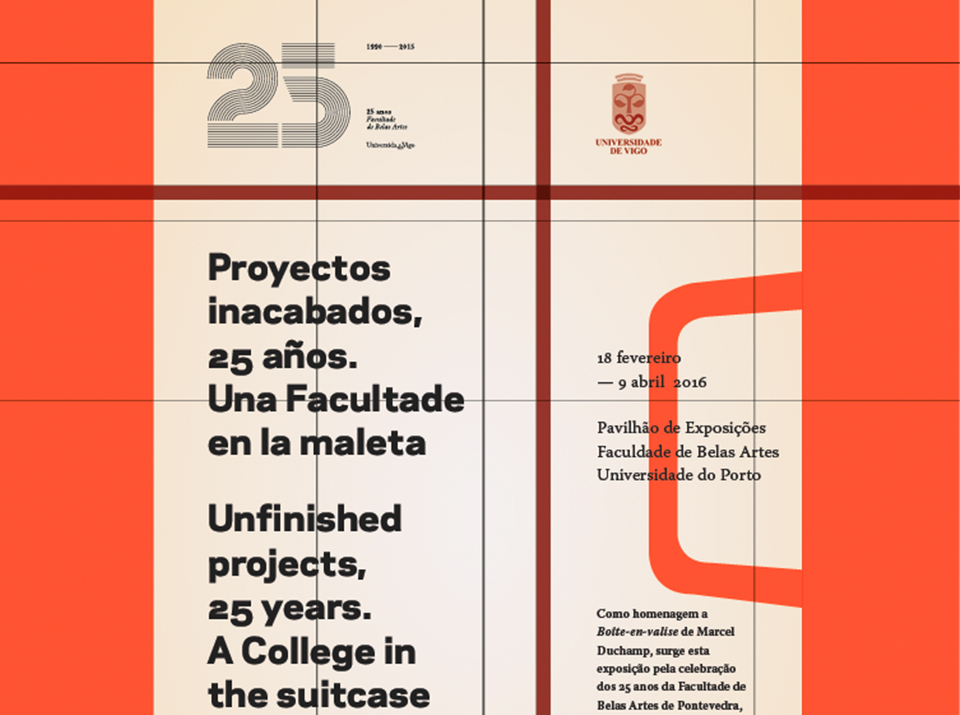 25
1990 — 2015
25 anos
Facultade
de Belas Artes
UNIVERSIDADE
DE VIGO
Proyectos
inacabados,
25 años.
Una Facultade
en la maleta
Unfinished
projects,
25 years.
A College in
the suitcase
18 fevereiro
— 9 abril 2016
Pavilhão de Exposições
Faculdade de Belas Artes
Universidade do Porto
Como homenagem a
Boîte-en-valise de Marcel
Duchamp, surge esta
exposição pela celebração
dos 25 anos da Facultade de
Belas Artes de Pontevedra,